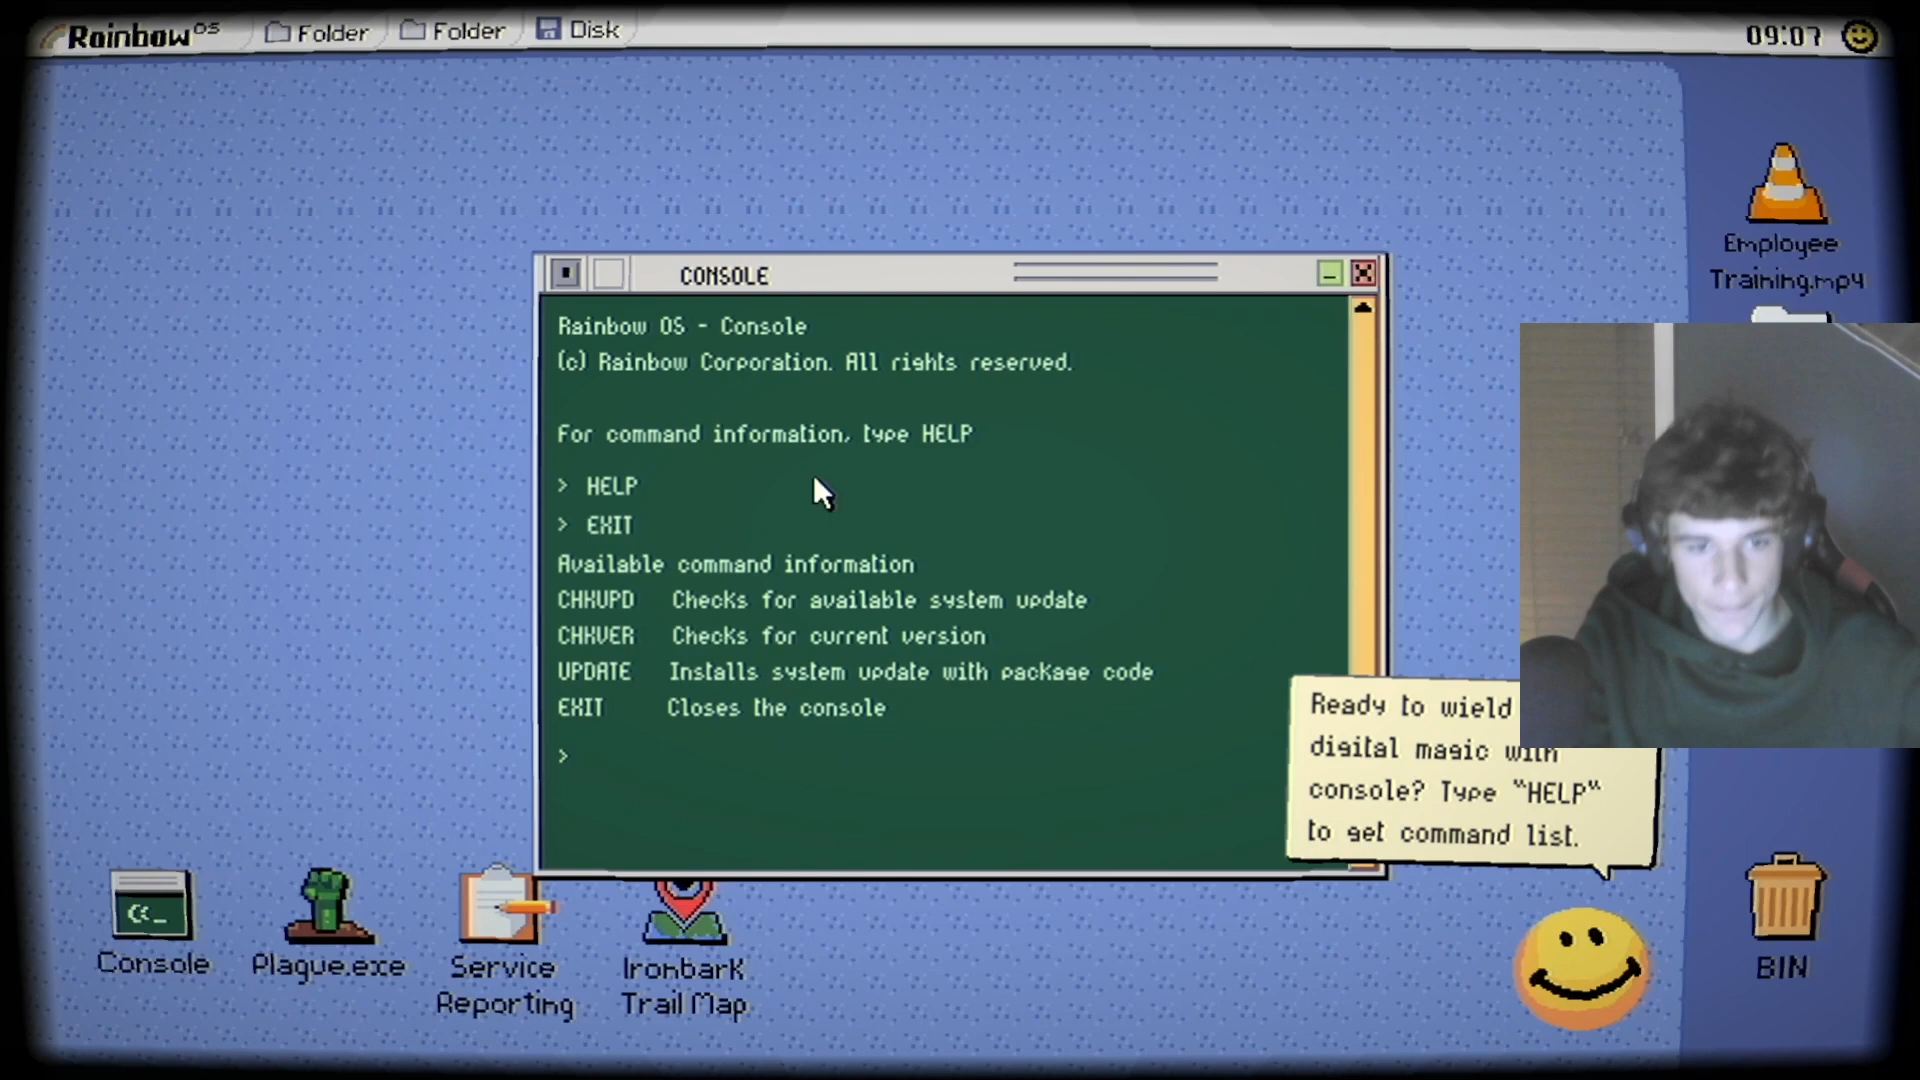 Rainbow OS
Folder
Folder
Disk
09:07
Employee
Training.mp4
CONSOLE
Rainbow OS - Console
(c) Rainbow Corporation. All rights reserved.
For command information, type HELP
> HELP
> EXIT
Available command information
CHKUPD Checks for available system update
CHKVER Checks for current version
UPDATE Installs system update with package code
EXIT Closes the console
>
Ready to wield
digital magic with
console? Type "HELP"
to get command list.
Console
Plague.exe
Service
Reporting
Ironbark
Trail Map
BIN